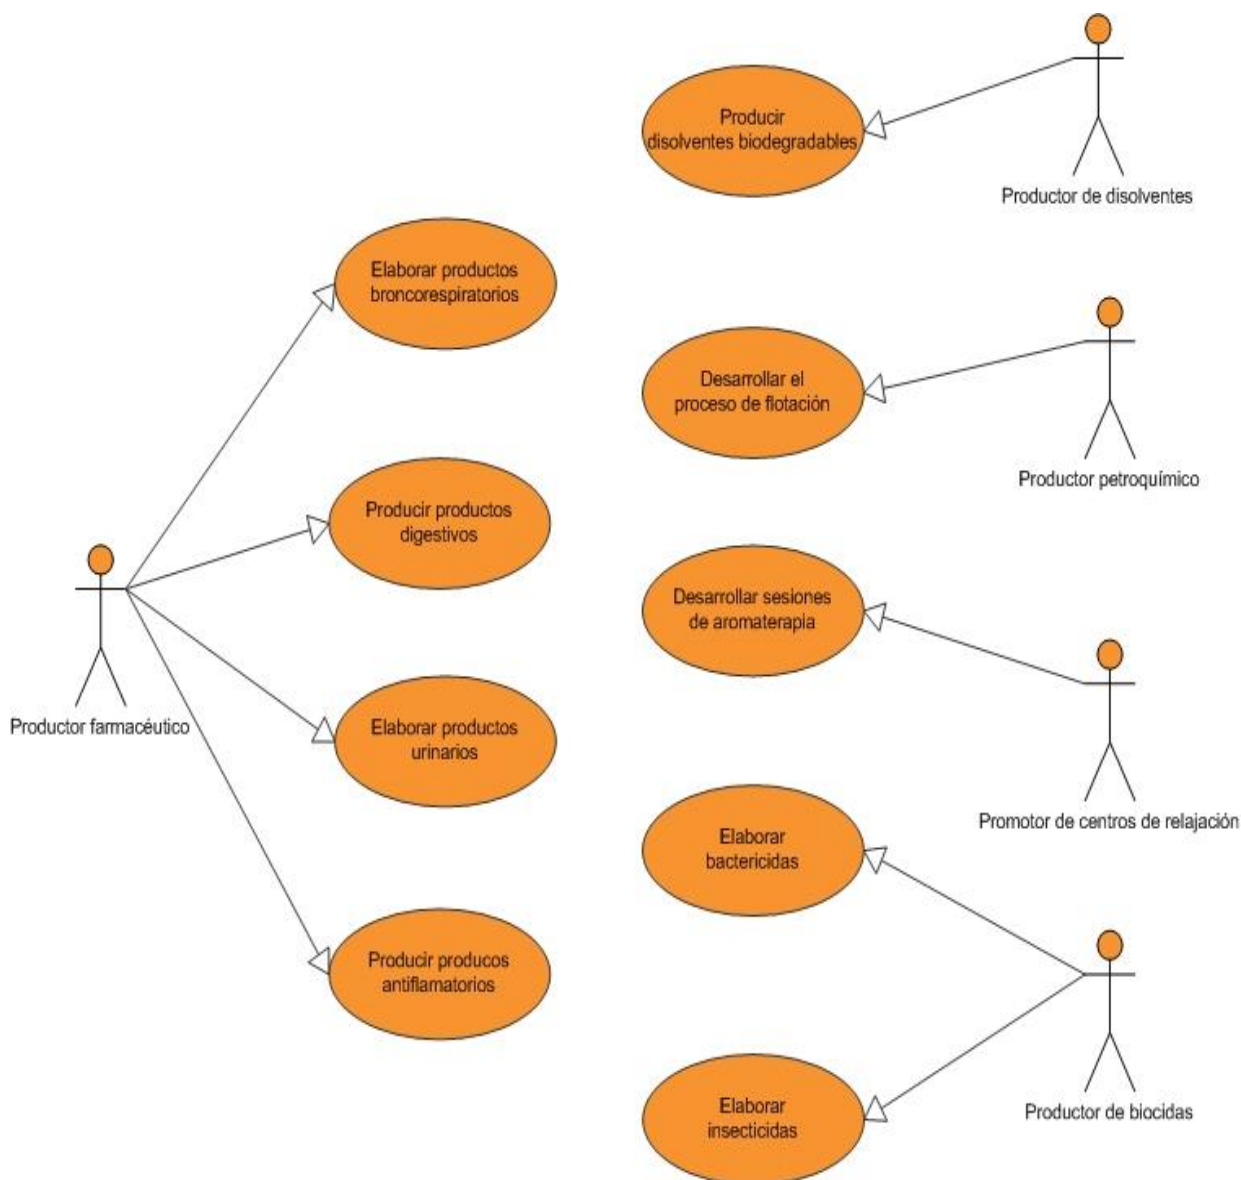 Producir
disolventes biodegradables
Productor de disolventes
Elaborar productos
broncorespiratorios
Desarrollar el
proceso de flotación
Productor petroquímico
Producir productos
digestivos
Desarrollar sesiones
de aromaterapia
Productor farmacéutico
Elaborar productos
urinarios
Promotor de centros de relajación
Elaborar
bactericidas
Producir producos
antiflamatorios
Elaborar
insecticidas
Productor de biocidas